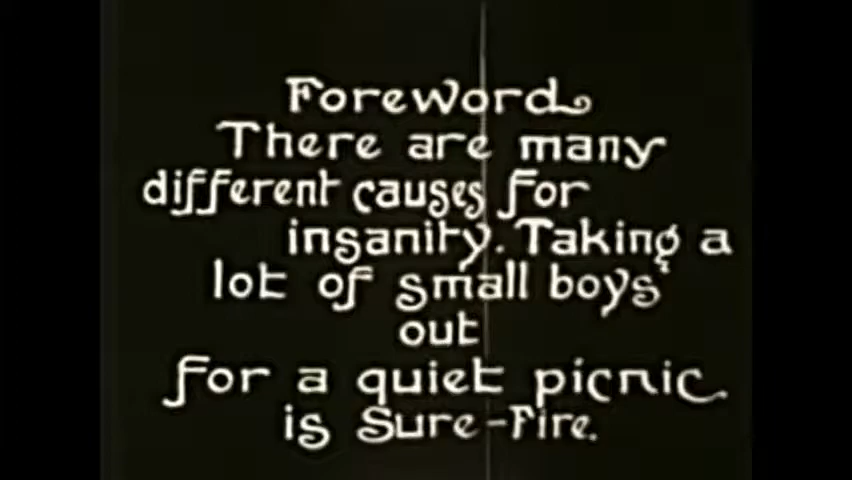 Foreword
There are many
different causes for
insanity. Taking a
lot of small boys
out
for a quiet picnic
is Sure-Fire.